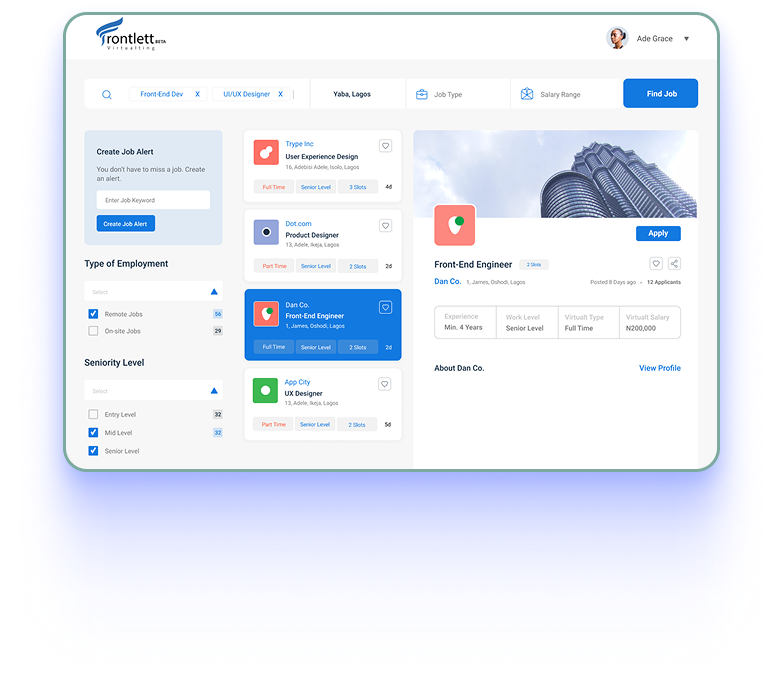 Frontlett BETA
Virtualting
Ade Grace
Front-End Dev X
UI/UX Designer X
Yaba, Lagos
Job Type
Salary Range
Find Job
Create Job Alert
You don't have to miss a job. Create
an alert.
Enter Job Keyword
Create Job Alert
Type of Employment
Select
Remote Jobs 56
On-site Jobs 29
Seniority Level
Select
Entry Level 32
Mid Level 32
Senior Level
Trype Inc
User Experience Design
16, Adebisi Adele, Isolo, Lagos
Full Time Senior Level 3 Slots 4d
Dot.com
Product Designer
13, Adele, Ikeja, Lagos
Part Time Senior Level 2 Slots 2d
Dan Co.
Front-End Engineer
1, James, Oshodi, Lagos
Full Time Senior Level 2 Slots 2d
App City
UX Designer
13, Adele, Ikeja, Lagos
Part Time Senior Level 2 Slots 5d
Apply
Front-End Engineer 2 Slots
Dan Co. 1, James, Oshodi, Lagos
Posted 8 Days ago • 12 Applicants
Experience
Min. 4 Years
Work Level
Senior Level
Virtualt Type
Full Time
Virtualt Salary
N200,000
About Dan Co.
View Profile